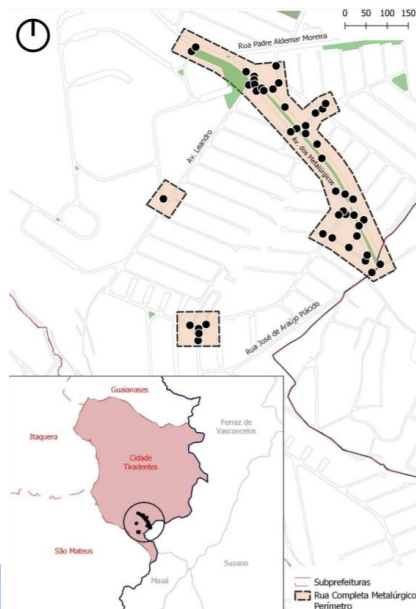 0 50 100 150
Rua Padre Aldemar Moreira
Av. Leandro
Av. dos Metalúrgicos
Rua José de Araújo Plácido
Guaianases
Itaquera
Ferraz de
Vasconcelos
Cidade
Tiradentes
São Mateus
Mauá
Suzano
Subprefeituras
Rua Completa Metalúrgico
Perímetro